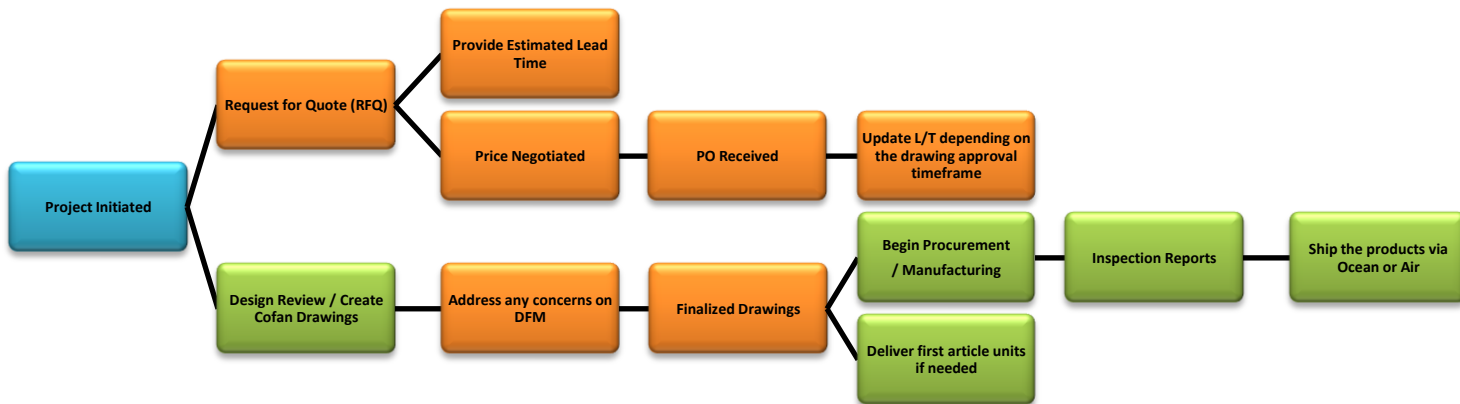 Provide Estimated Lead
Time
Request for Quote (RFQ)
Price Negotiated
PO Received
Update L/T depending on
the drawing approval
timeframe
Project Initiated
Design Review / Create
Cofan Drawings
Address any concerns on
DFM
Finalized Drawings
Begin Procurement
/ Manufacturing
Inspection Reports
Ship the products via
Ocean or Air
Deliver first article units
if needed